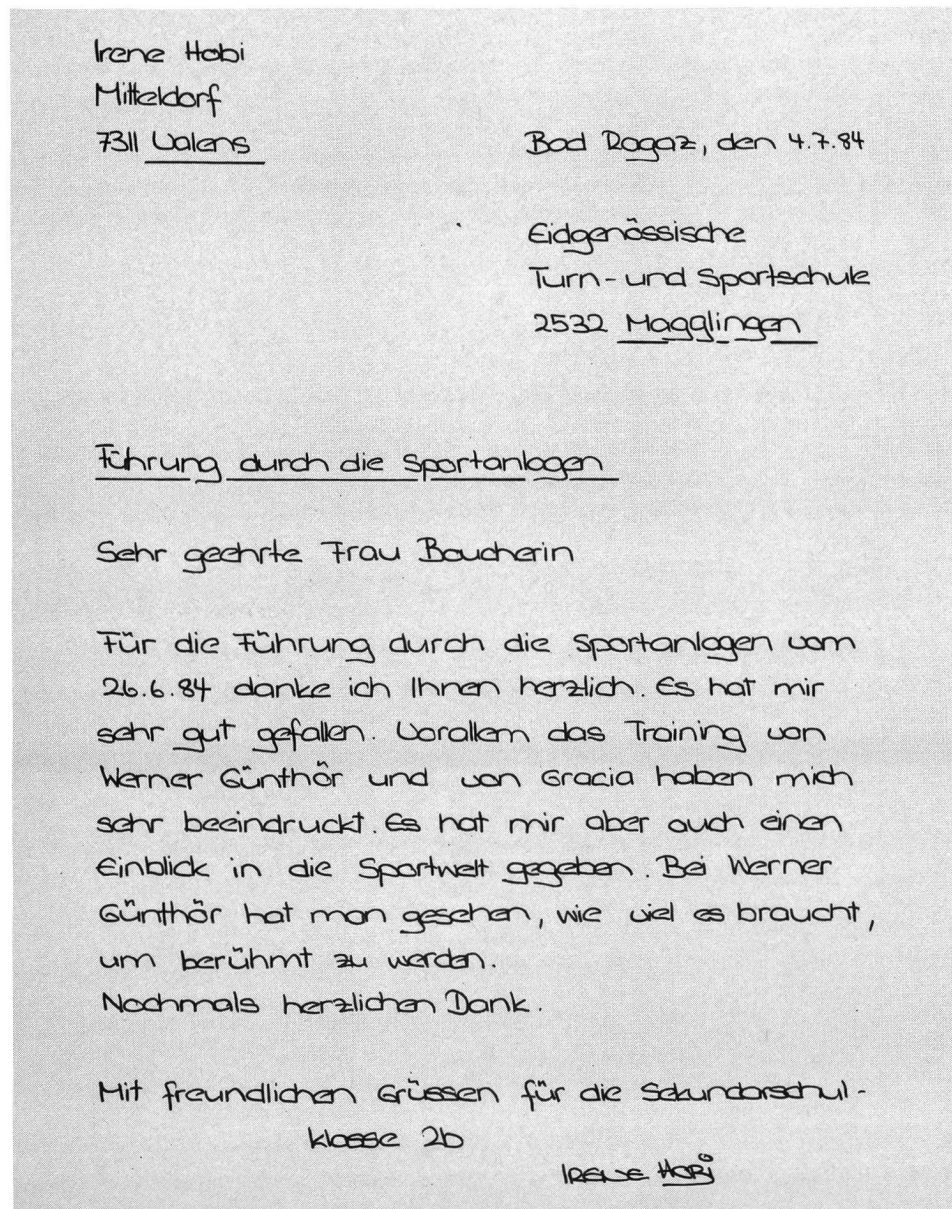 Irene Hobi
Mitteldorf
7311 Valens
Bad Ragaz, den 4.7.84
Eidgenössische
Turn- und Sportschule
2532 Magglingen
Führung durch die Sportanlagen
Sehr geehrte Frau Baucherin
Für die Führung durch die Sportanlagen vom
26.6.84 danke ich Ihnen herzlich. Es hat mir
sehr gut gefallen. Vorallem das Training von
Werner Günthör und von Gracia haben mich
sehr beeindruckt. Es hat mir aber auch einen
Einblick in die Sportwelt gegeben. Bei Werner
Günthör hat man gesehen, wie viel es braucht,
um berühmt zu werden.
Nochmals herzlichen Dank.
Mit freundlichen Grüssen für die Sekundarschul-
klasse 2b
Irene Hobi